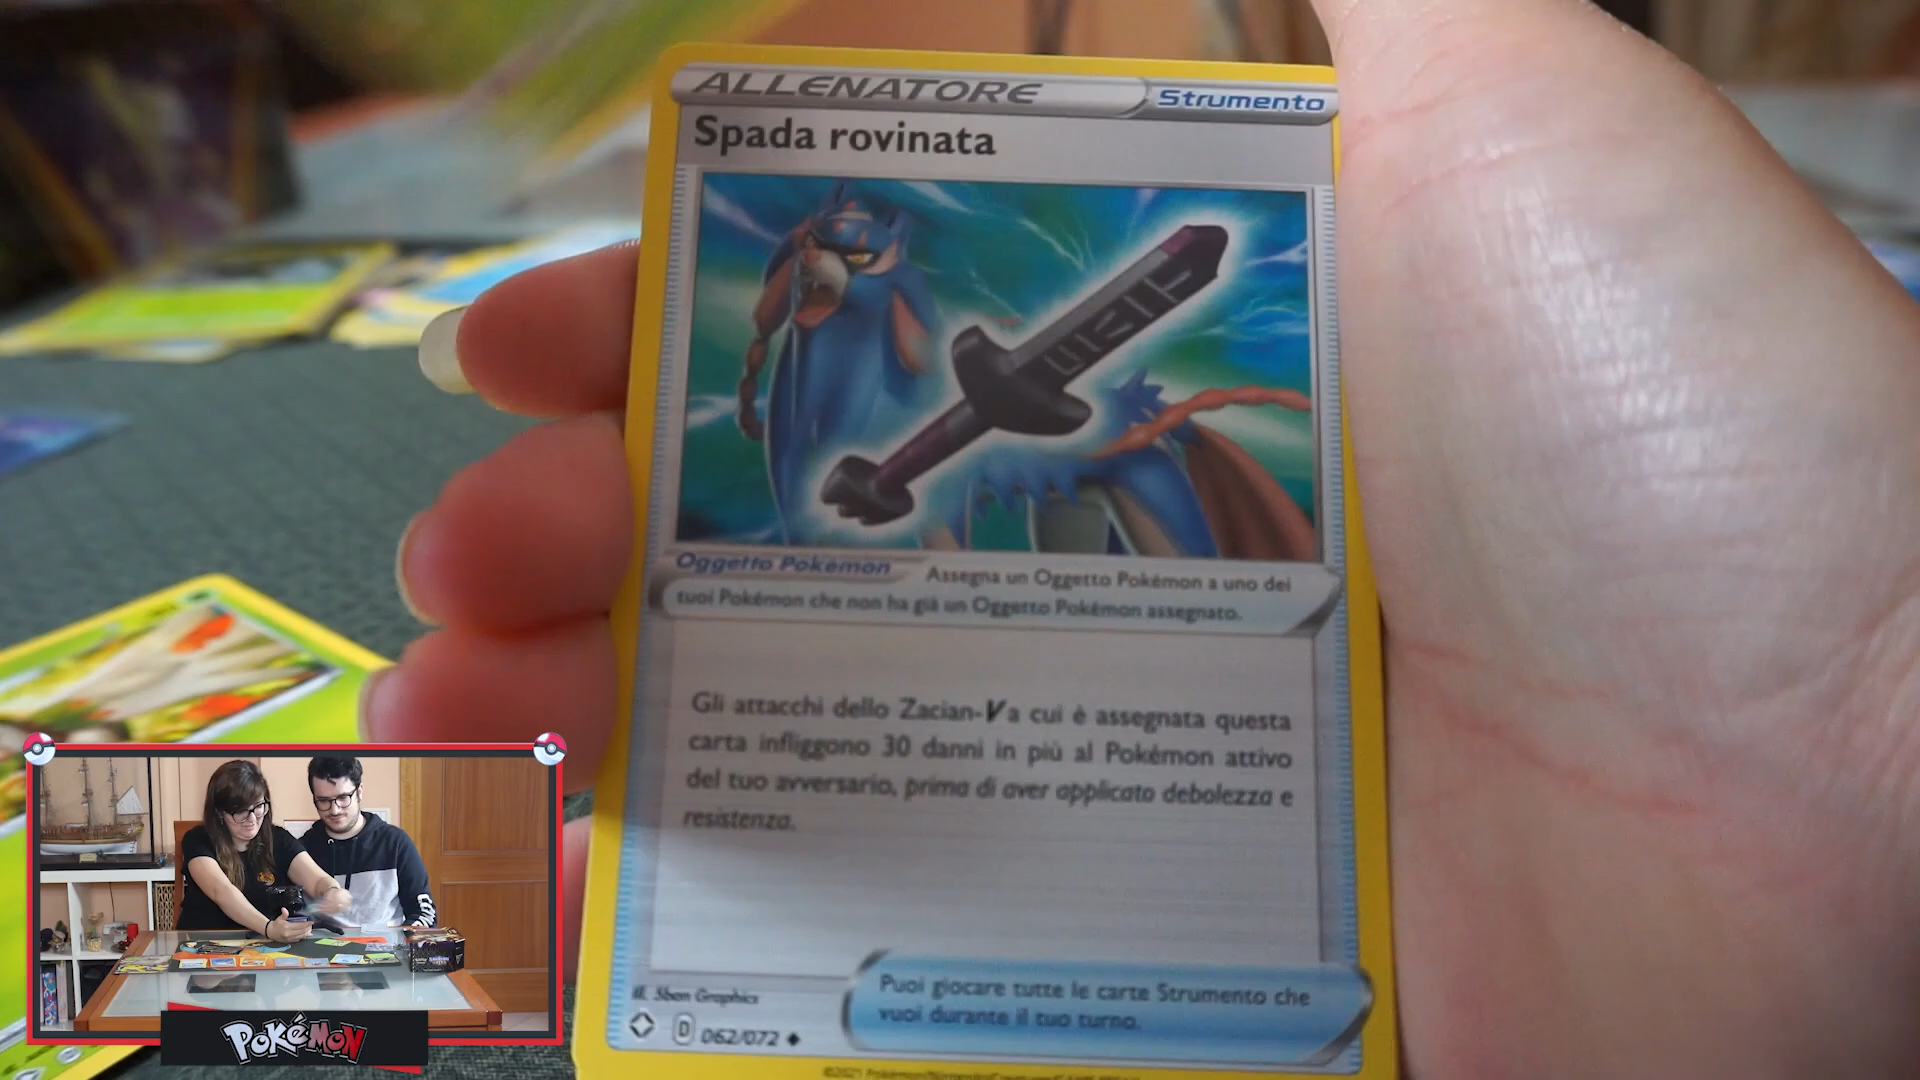 ALLENATORE
Strumento
Spada rovinata
Oggetto Pokémon
Assegna un Oggetto Pokémon a uno dei
tuoi Pokémon che non ha già un Oggetto Pokémon assegnato.
Gli attacchi dello Zacian-V a cui è assegnata questa
carta infliggono 30 danni in più al Pokémon attivo
del tuo avversario, prima di aver applicato debolezza e
resistenza.
Puoi giocare tutte le carte Strumento che
vuoi durante il tuo turno.
ill. 5ban Graphics
D 062/072
POKéMON